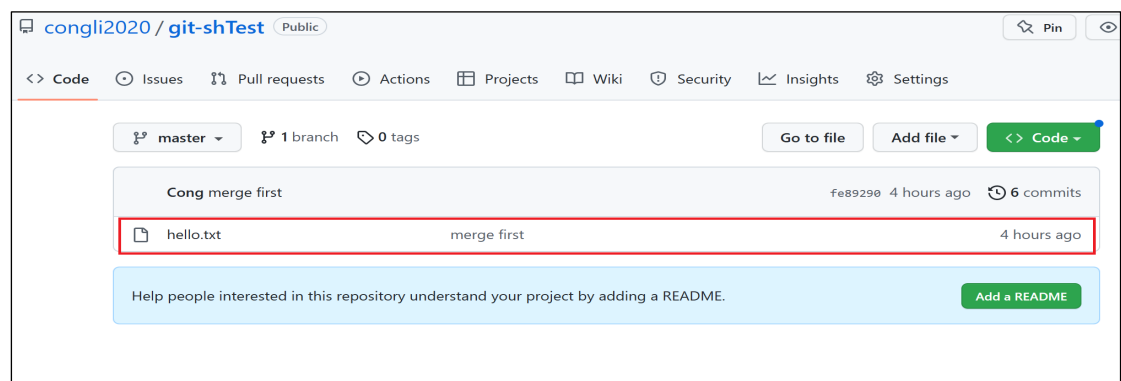 congli2020 / git-shTest Public Pin
<> Code Issues Pull requests Actions Projects Wiki Security Insights Settings
master 1 branch 0 tags Go to file Add file <> Code
Cong merge first fe89290 4 hours ago 6 commits
hello.txt merge first 4 hours ago
Help people interested in this repository understand your project by adding a README. Add a README